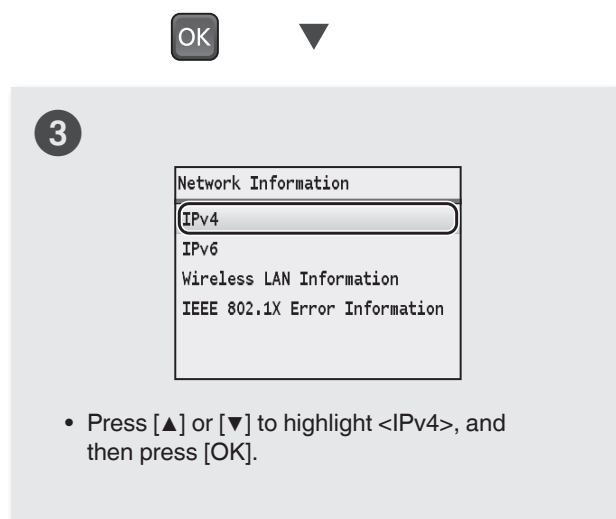 OK ▼
3
Network Information
IPv4
IPv6
Wireless LAN Information
IEEE 802.1X Error Information
• Press [▲] or [▼] to highlight <IPv4>, and
then press [OK].